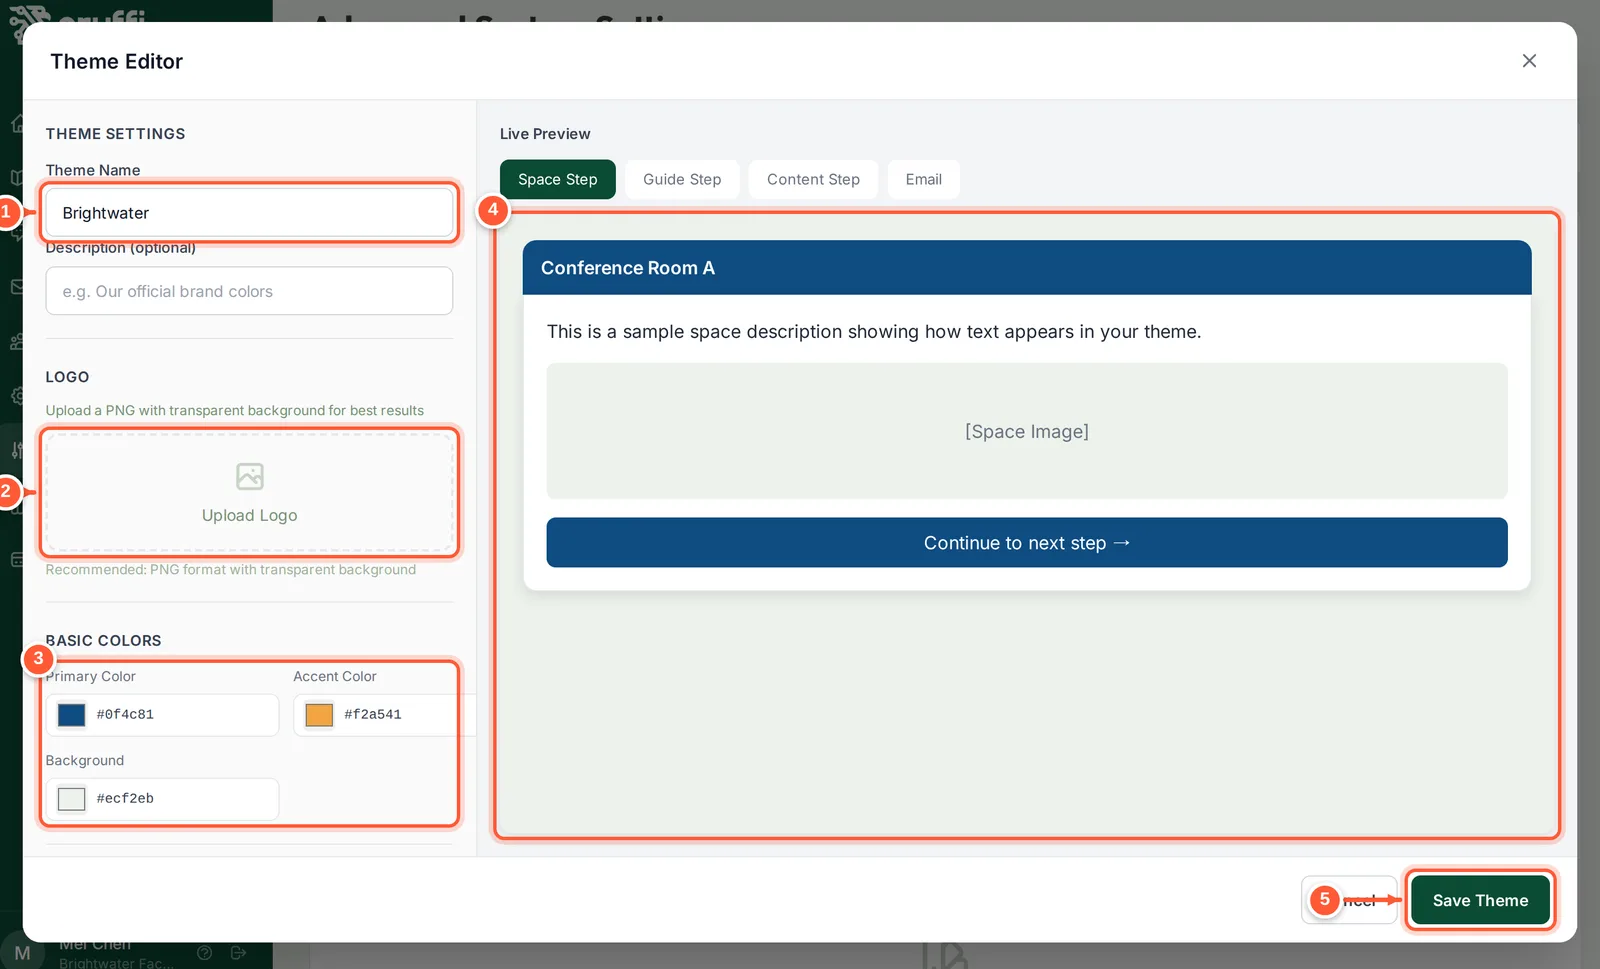 Theme Editor
THEME SETTINGS
Theme Name
1
Brightwater
Description (optional)
e.g. Our official brand colors
LOGO
Upload a PNG with transparent background for best results
2
Upload Logo
Recommended: PNG format with transparent background
BASIC COLORS
3
Primary Color
Accent Color
#0f4c81
#f2a541
Background
#ecf2eb
Live Preview
Space Step
Guide Step
Content Step
Email
4
Conference Room A
This is a sample space description showing how text appears in your theme.
[Space Image]
Continue to next step →
5
Save Theme
M
Mei Chen
Brightwater Fac...